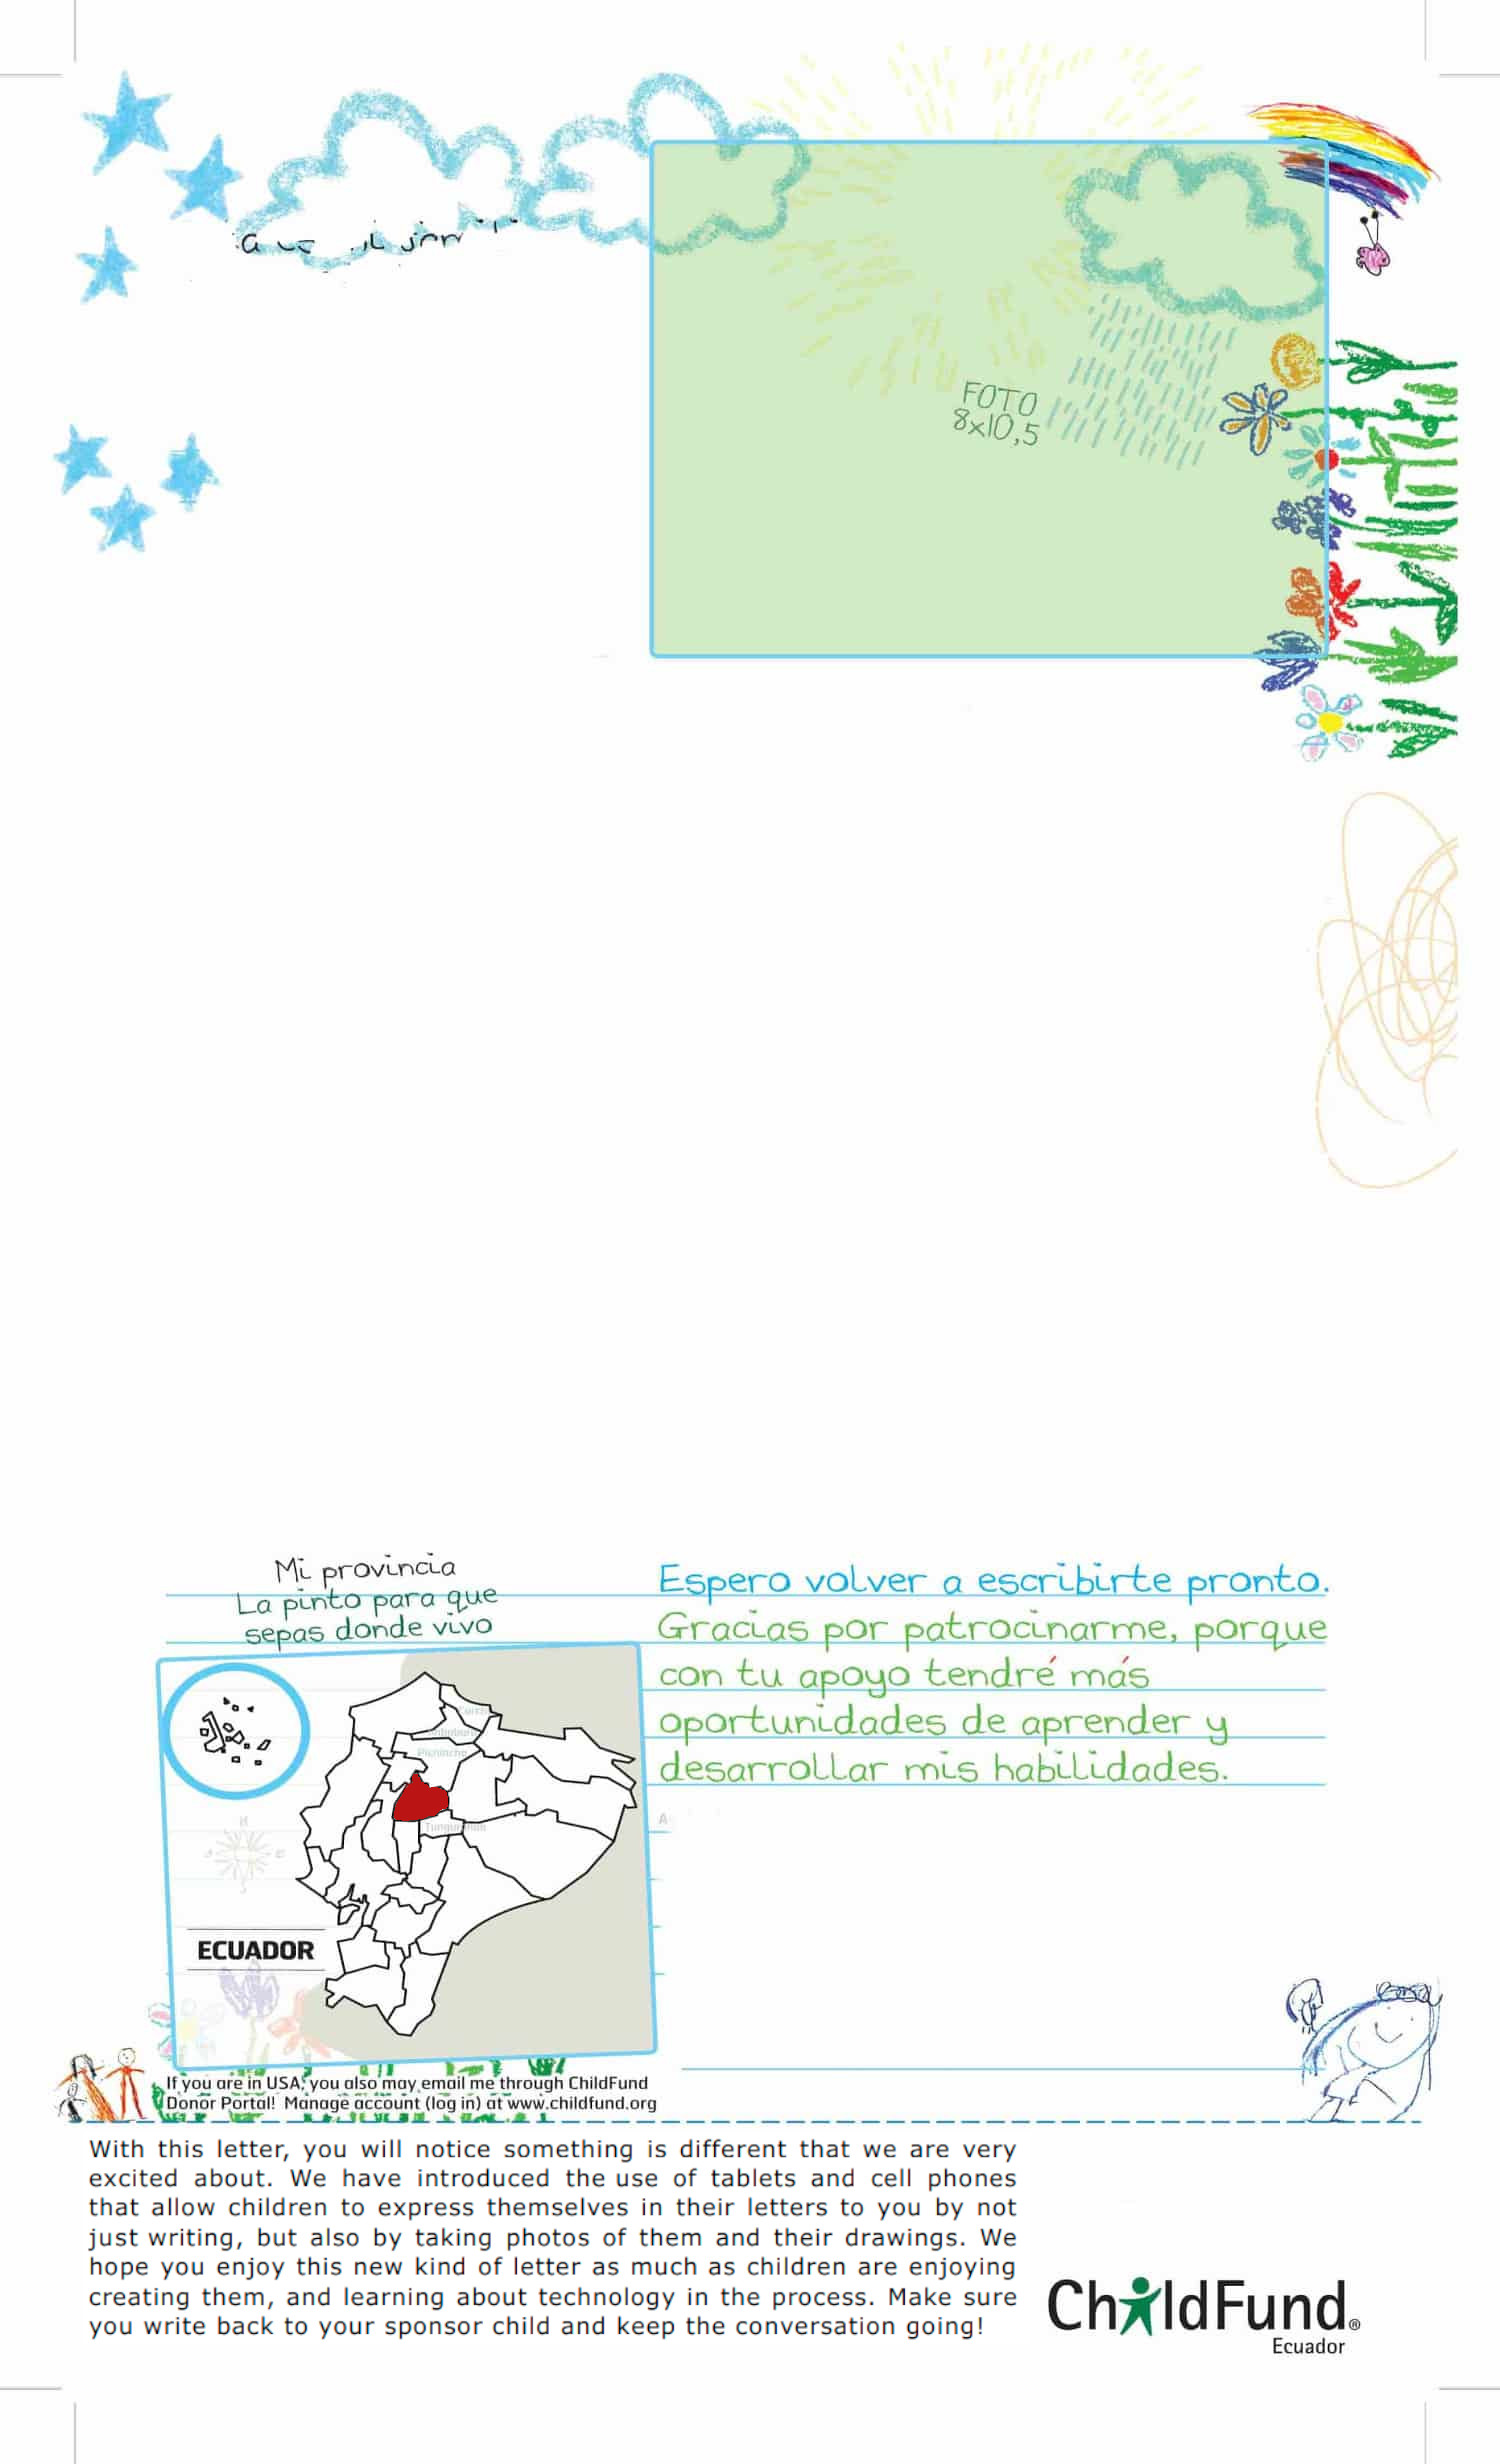 FOTO
8x10,5
Mi provincia
La pinto para que
sepas donde vivo
Espero volver a escribirte pronto.
Gracias por patrocinarme, porque
con tu apoyo tendré más
oportunidades de aprender y
desarrollar mis habilidades.
Carchi
Imbabura
Pichincha
Tungurahua
A
ECUADOR
If you are in USA, you also may email me through ChildFund
Donor Portal! Manage account (log in) at www.childfund.org
With this letter, you will notice something is different that we are very
excited about. We have introduced the use of tablets and cell phones
that allow children to express themselves in their letters to you by not
just writing, but also by taking photos of them and their drawings. We
hope you enjoy this new kind of letter as much as children are enjoying
creating them, and learning about technology in the process. Make sure
you write back to your sponsor child and keep the conversation going!
ChildFund®
Ecuador